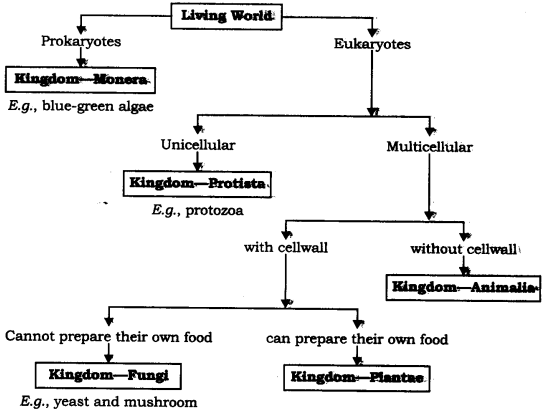 Living World
Prokaryotes
Eukaryotes
Kingdom—Monera
E.g., blue-green algae
Unicellular
Multicellular
Kingdom—Protista
E.g., protozoa
with cellwall
without cellwall
Kingdom—Animalia
Cannot prepare their own food
can prepare their own food
Kingdom—Fungi
Kingdom—Plantae
E.g., yeast and mushroom